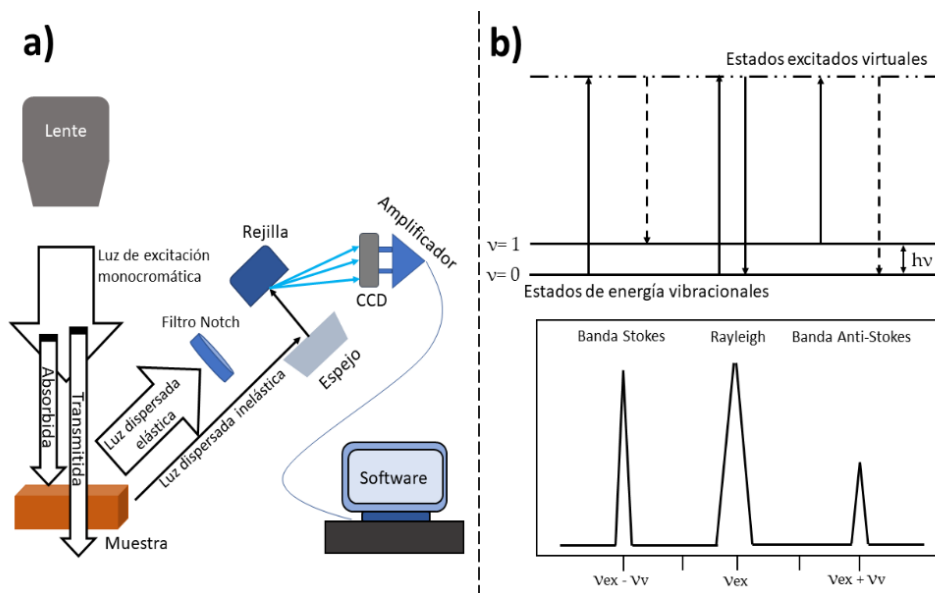 a)
Lente
Luz de excitación
monocromática
Absorbida
Transmitida
Luz dispersada
elástica
Luz dispersada inelástica
Filtro Notch
Rejilla
Espejo
CCD
Amplificador
Software
Muestra
b)
Estados excitados virtuales
ν= 1
ν= 0
hν
Estados de energía vibracionales
Banda Stokes
Rayleigh
Banda Anti-Stokes
νex - νv
νex
νex + νv